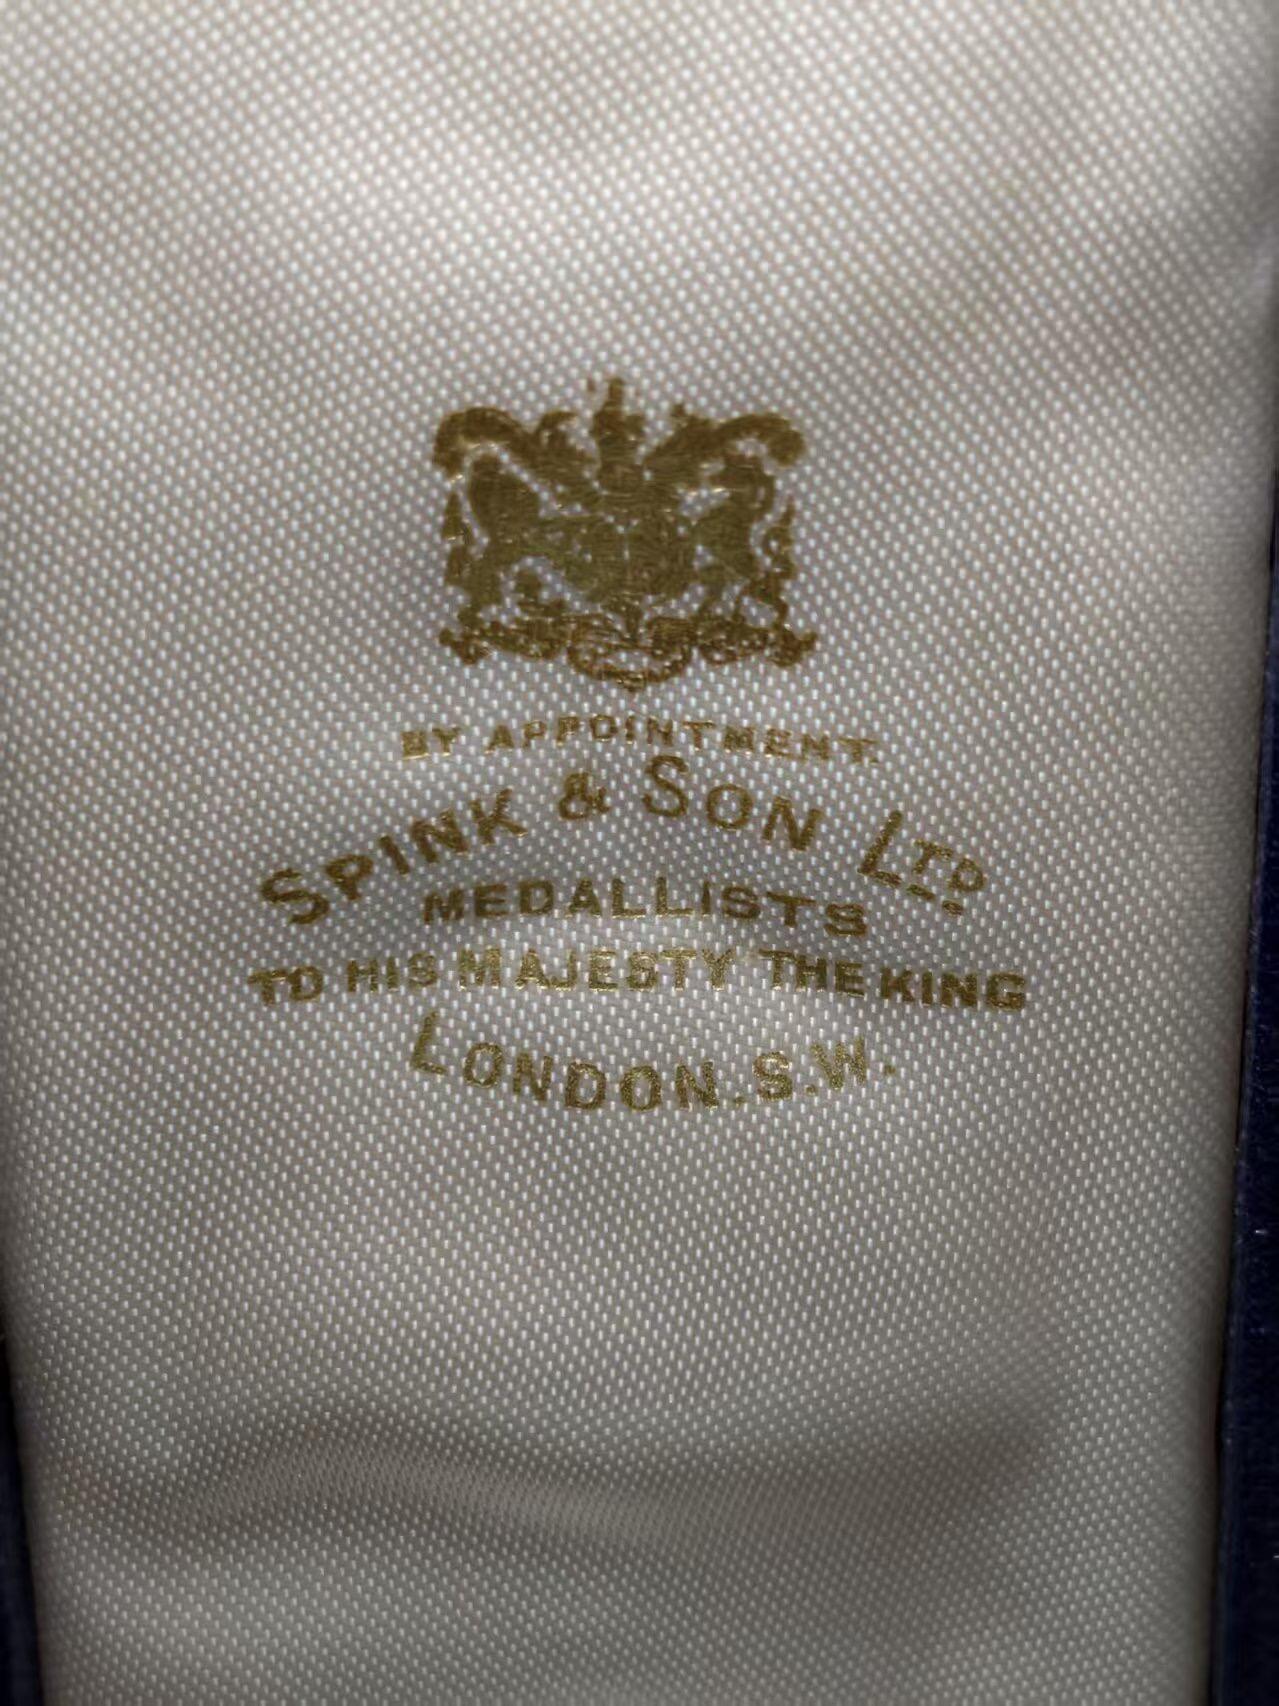 BY APPOINTMENT.
SPINK & SON LTD.
MEDALLISTS
TO HIS MAJESTY THE KING
LONDON. S.W.